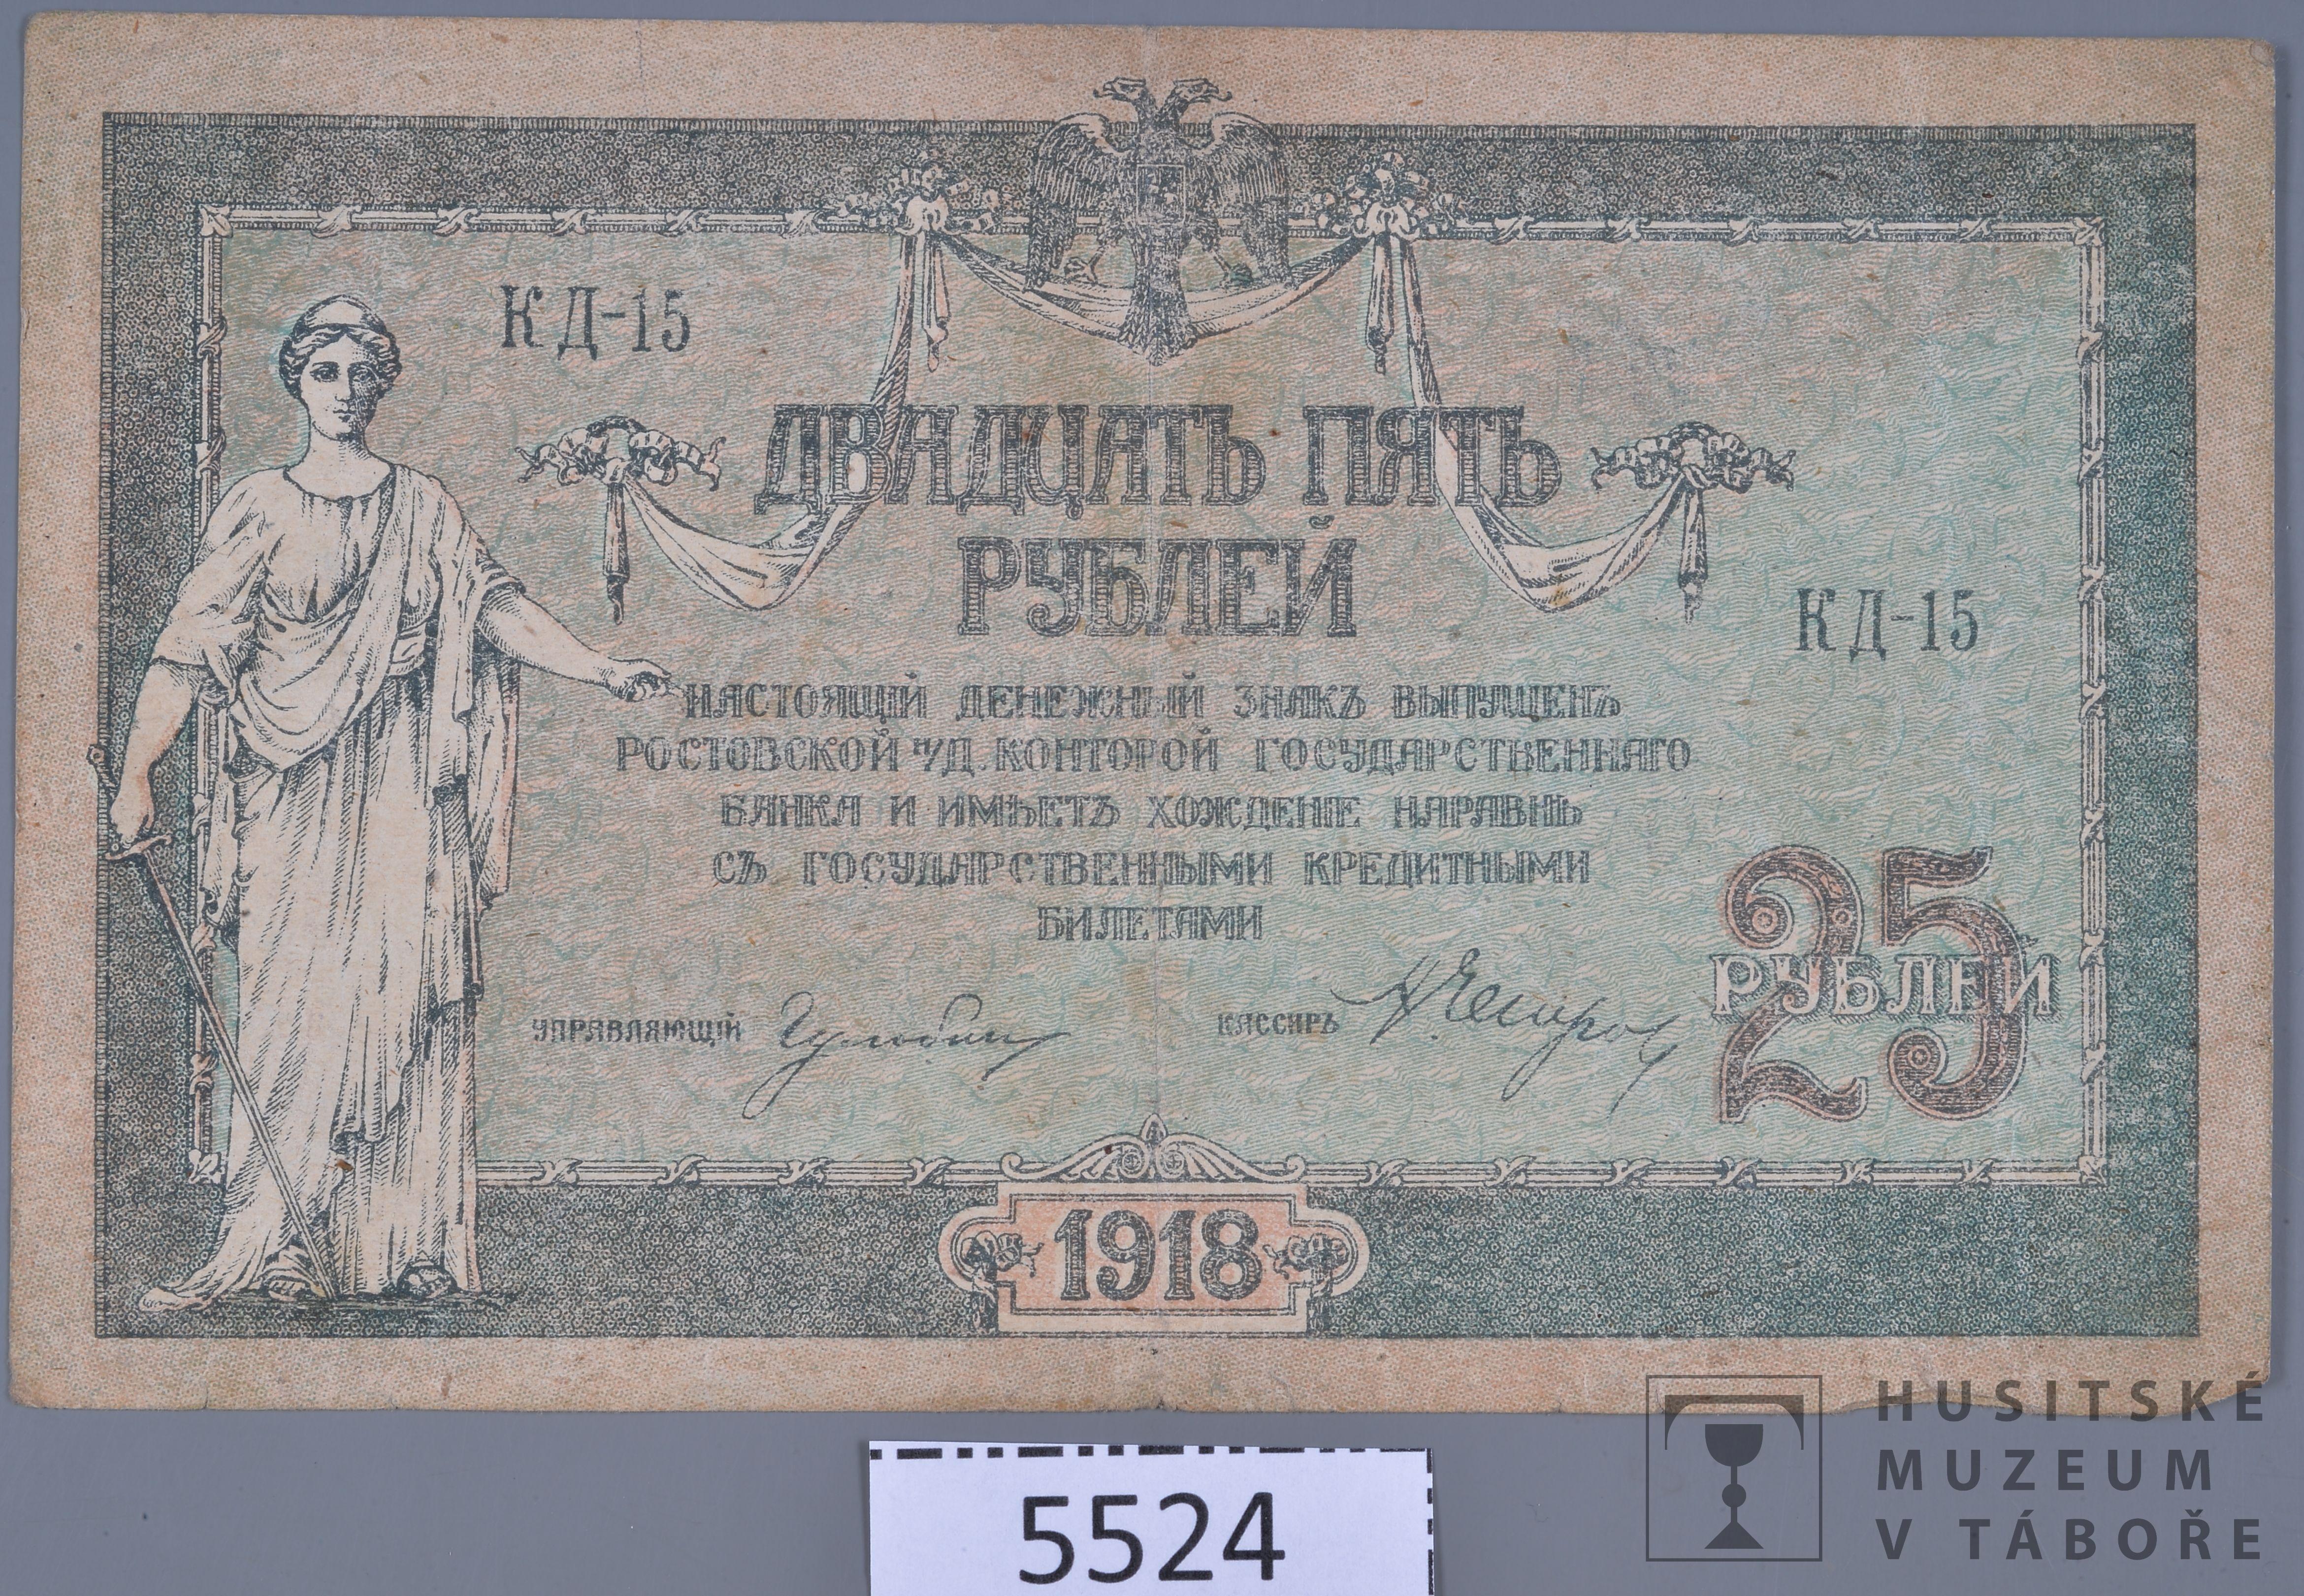 КД-15
ДВАДЦАТЬ ПЯТЬ
РУБЛЕЙ
КД-15
НАСТОЯЩІЙ ДЕНЕЖНЫЙ ЗНАКЪ ВЫПУЩЕНЪ
РОСТОВСКОЙ н/Д. КОНТОРОЙ ГОСУДАРСТВЕННАГО
БАНКА И ИМѢЕТЪ ХОЖДЕНІЕ НАРАВНѢ
СЪ ГОСУДАРСТВЕННЫМИ КРЕДИТНЫМИ
БИЛЕТАМИ
25
РУБЛЕЙ
УПРАВЛЯЮЩІЙ КАССИРЪ
1918
HUSITSKÉ
MUZEUM
V TÁBOŘE
5524